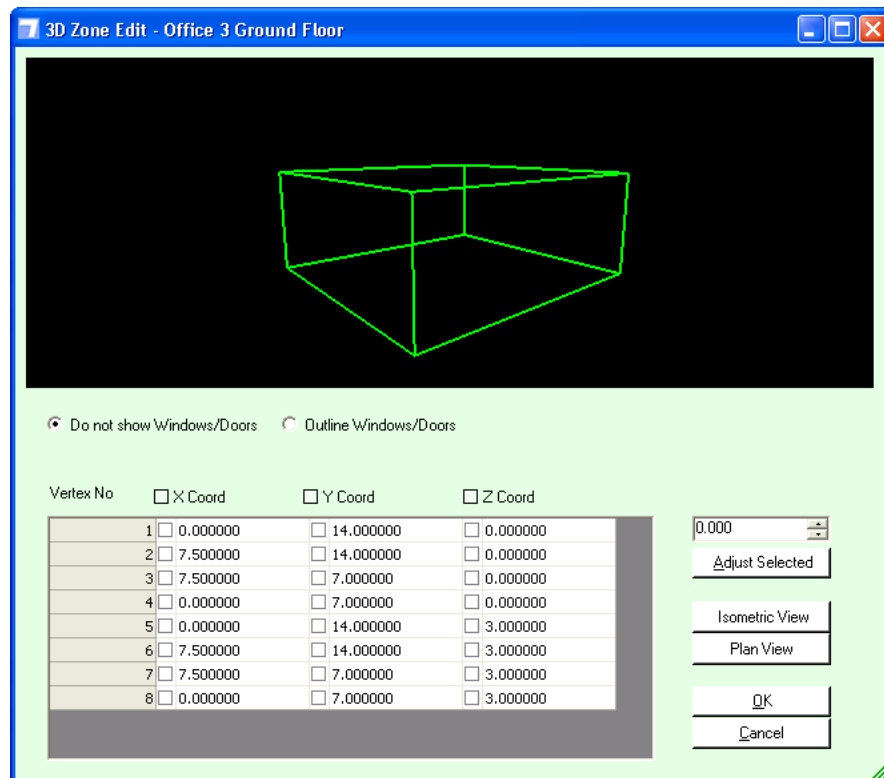 3D Zone Edit - Office 3 Ground Floor
Do not show Windows/Doors Outline Windows/Doors
Vertex No X Coord Y Coord Z Coord
1 0.000000 14.000000 0.000000
2 7.500000 14.000000 0.000000
3 7.500000 7.000000 0.000000
4 0.000000 7.000000 0.000000
5 0.000000 14.000000 3.000000
6 7.500000 14.000000 3.000000
7 7.500000 7.000000 3.000000
8 0.000000 7.000000 3.000000
0.000
Adjust Selected
Isometric View
Plan View
OK
Cancel